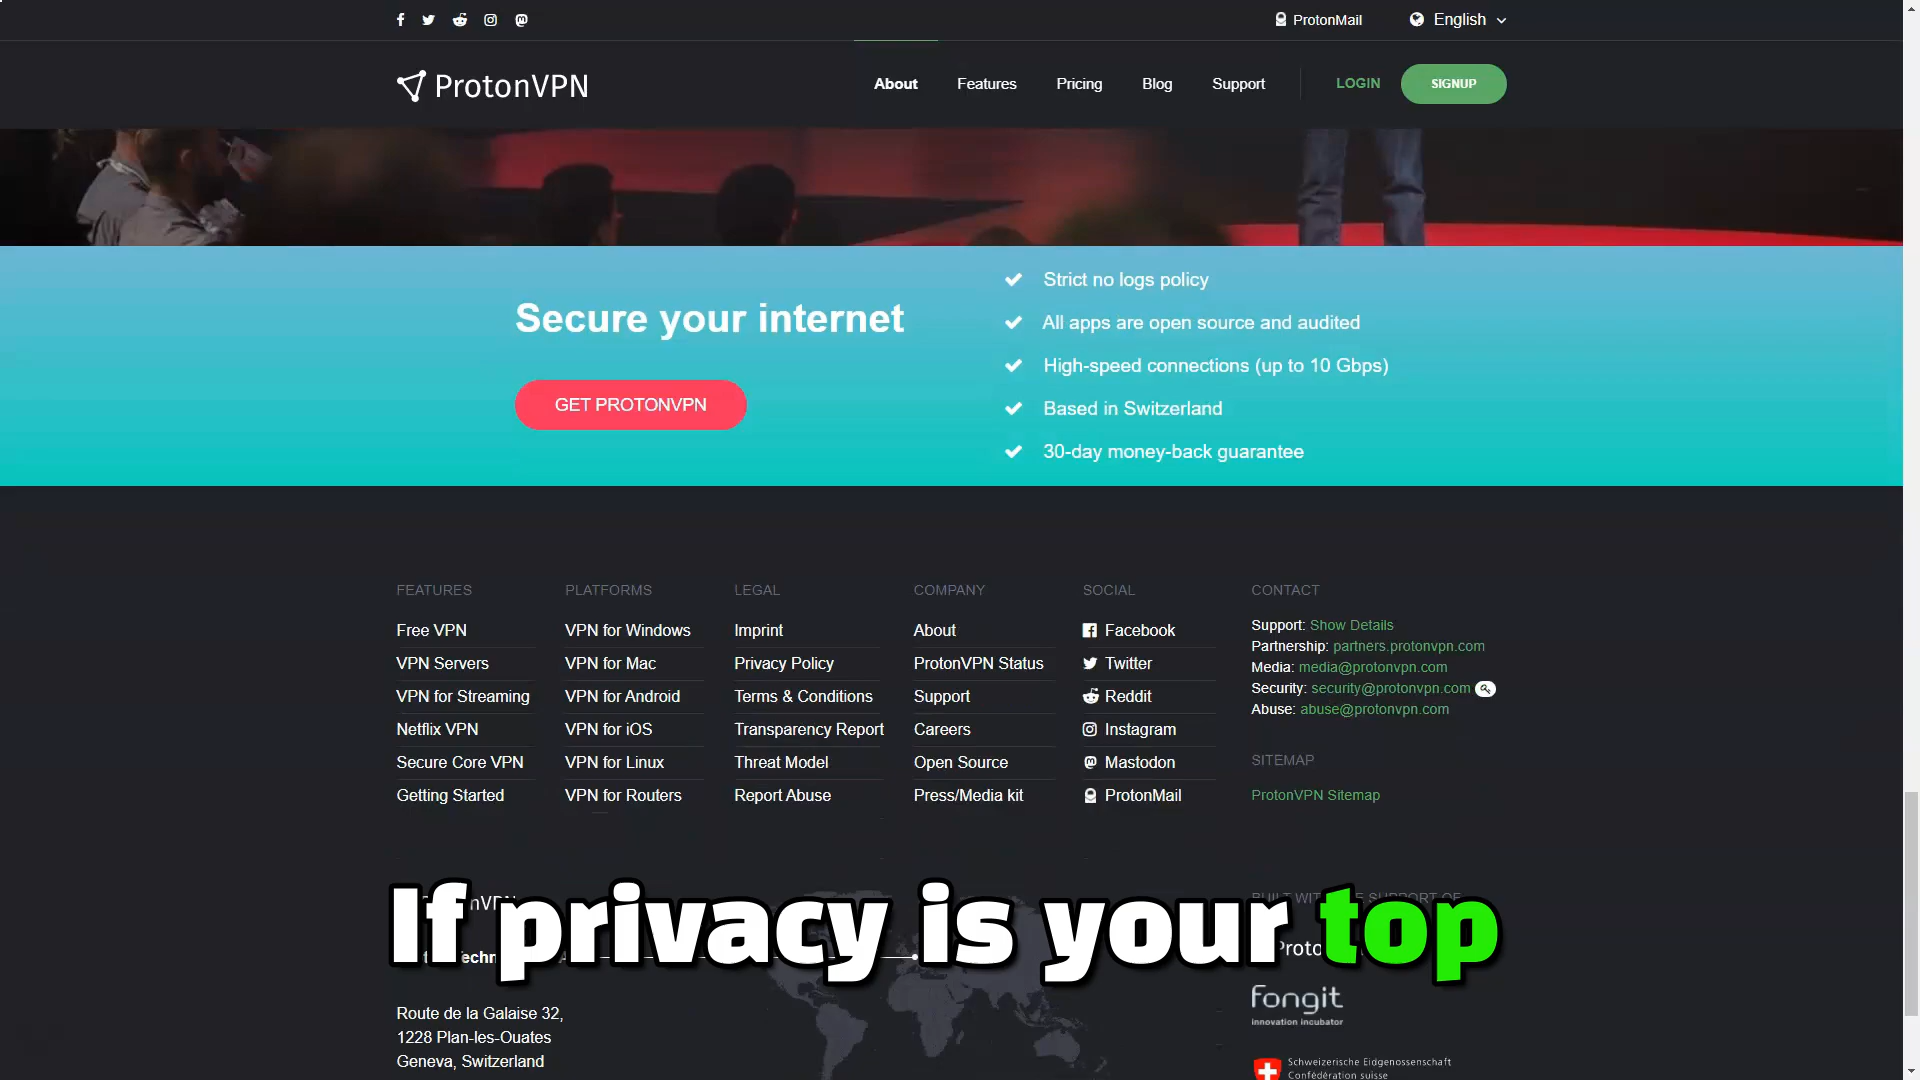 ProtonMail
English
ProtonVPN
About
Features
Pricing
Blog
Support
LOGIN
SIGNUP
Secure your internet
GET PROTONVPN
Strict no logs policy
All apps are open source and audited
High-speed connections (up to 10 Gbps)
Based in Switzerland
30-day money-back guarantee
FEATURES
Free VPN
VPN Servers
VPN for Streaming
Netflix VPN
Secure Core VPN
Getting Started
PLATFORMS
VPN for Windows
VPN for Mac
VPN for Android
VPN for iOS
VPN for Linux
VPN for Routers
LEGAL
Imprint
Privacy Policy
Terms & Conditions
Transparency Report
Threat Model
Report Abuse
COMPANY
About
ProtonVPN Status
Support
Careers
Open Source
Press/Media kit
SOCIAL
Facebook
Twitter
Reddit
Instagram
Mastodon
ProtonMail
CONTACT
Support: Show Details
Partnership: partners.protonvpn.com
Media: media@protonvpn.com
Security: security@protonvpn.com
Abuse: abuse@protonvpn.com
SITEMAP
ProtonVPN Sitemap
If privacy is your top
Route de la Galaise 32,
1228 Plan-les-Ouates
Geneva, Switzerland
fongit
innovation incubator
Schweizerische Eidgenossenschaft
Confédération suisse